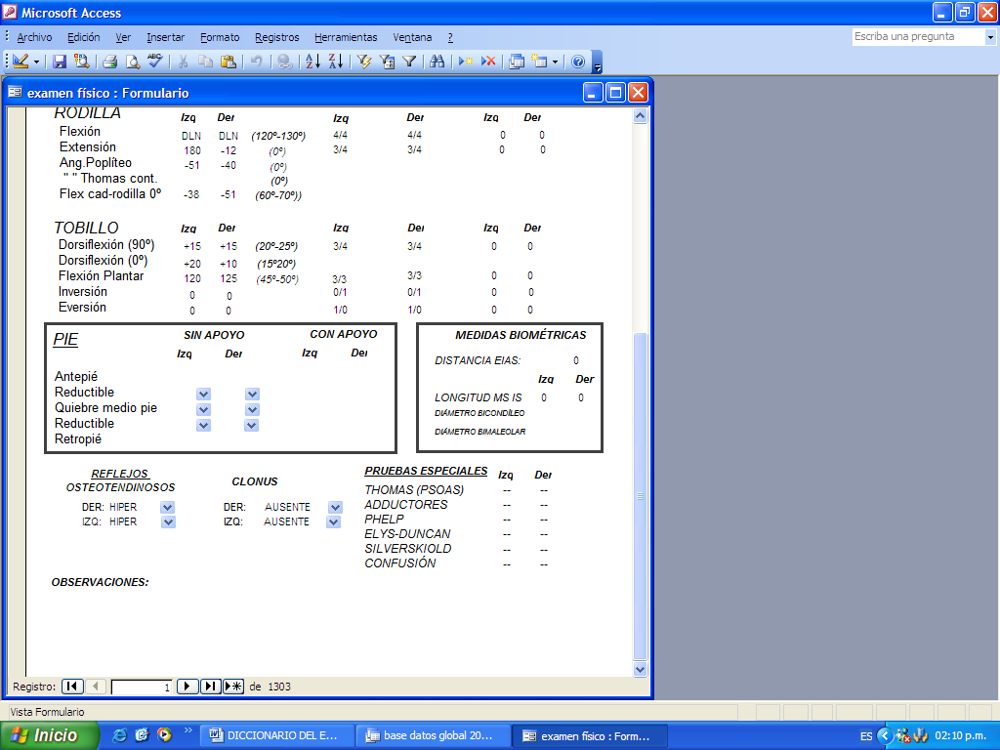 Microsoft Access
Archivo Edición Ver Insertar Formato Registros Herramientas Ventana ? Escriba una pregunta
examen físico : Formulario
RODILLA Izq Der Izq Der Izq Der
Flexión DLN DLN (120º-130º) 4/4 4/4 0 0
Extensión 180 -12 (0º) 3/4 3/4 0 0
Ang.Poplíteo -51 -40 (0º)
" " Thomas cont. (0º)
Flex cad-rodilla 0º -38 -51 (60º-70º))
TOBILLO Izq Der Izq Der Izq Der
Dorsiflexión (90º) +15 +15 (20º-25º) 3/4 3/4 0 0
Dorsiflexión (0º) +20 +10 (15º20º)
Flexión Plantar 120 125 (45º-50º) 3/3 3/3 0 0
Inversión 0 0 0/1 0/1 0 0
Eversión 0 0 1/0 1/0 0 0
PIE SIN APOYO CON APOYO
Izq Der Izq Der
Antepié
Reductible
Quiebre medio pie
Reductible
Retropié
MEDIDAS BIOMÉTRICAS
DISTANCIA EIAS: 0
Izq Der
LONGITUD MS IS 0 0
DIÁMETRO BICONDÍLEO
DIÁMETRO BIMALEOLAR
REFLEJOS
OSTEOTENDINOSOS
DER: HIPER
IZQ: HIPER
CLONUS
DER: AUSENTE
IZQ: AUSENTE
PRUEBAS ESPECIALES Izq Der
THOMAS (PSOAS) -- --
ADDUCTORES -- --
PHELP -- --
ELYS-DUNCAN -- --
SILVERSKIOLD -- --
CONFUSIÓN -- --
OBSERVACIONES:
Registro: 1 de 1303
Vista Formulario
Inicio » DICCIONARIO DEL E... base datos global 20... examen físico : Form... ES 02:10 p.m.